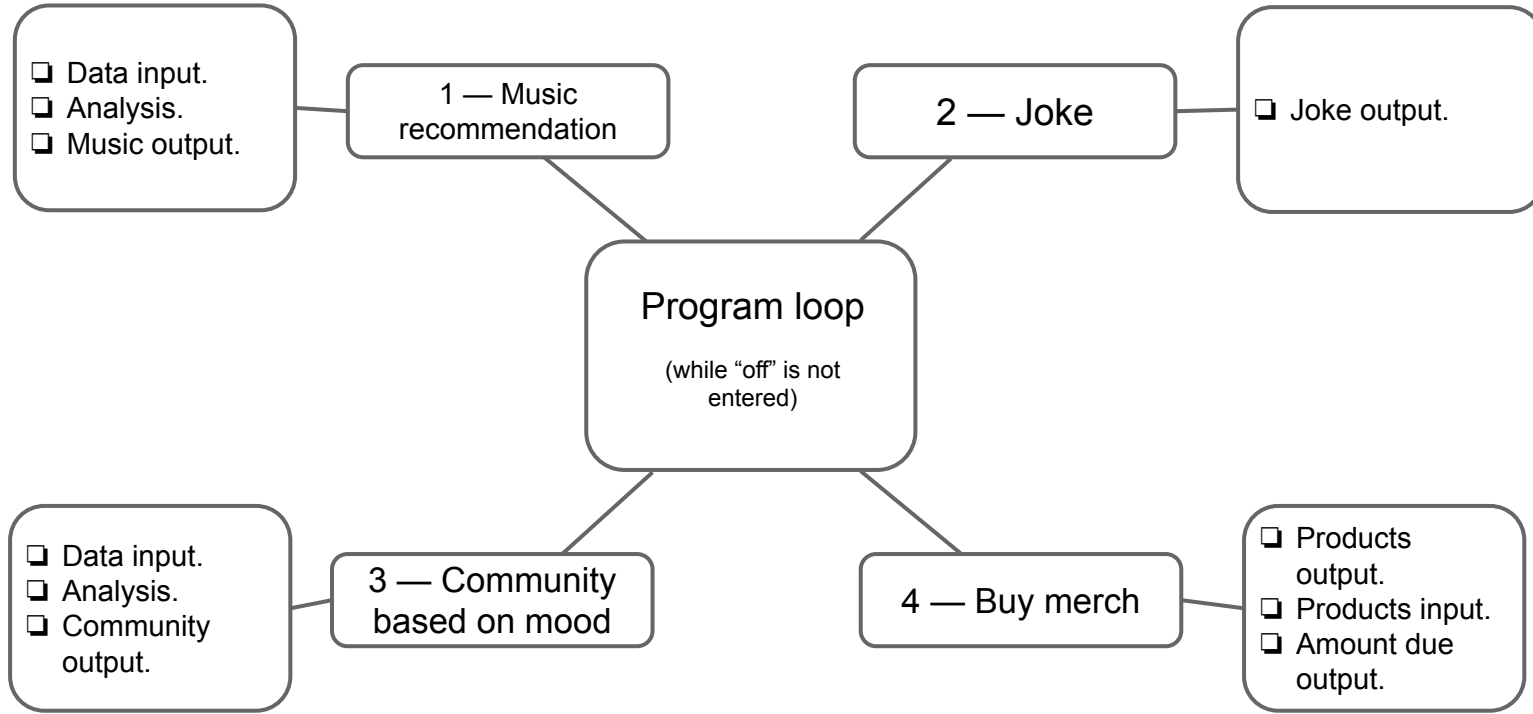 ❏ Data input.
❏ Analysis.
❏ Music output.
1 — Music
recommendation
2 — Joke
❏ Joke output.
Program loop
(while “off” is not
entered)
❏ Data input.
❏ Analysis.
❏ Community
output.
3 — Community
based on mood
4 — Buy merch
❏ Products
output.
❏ Products input.
❏ Amount due
output.